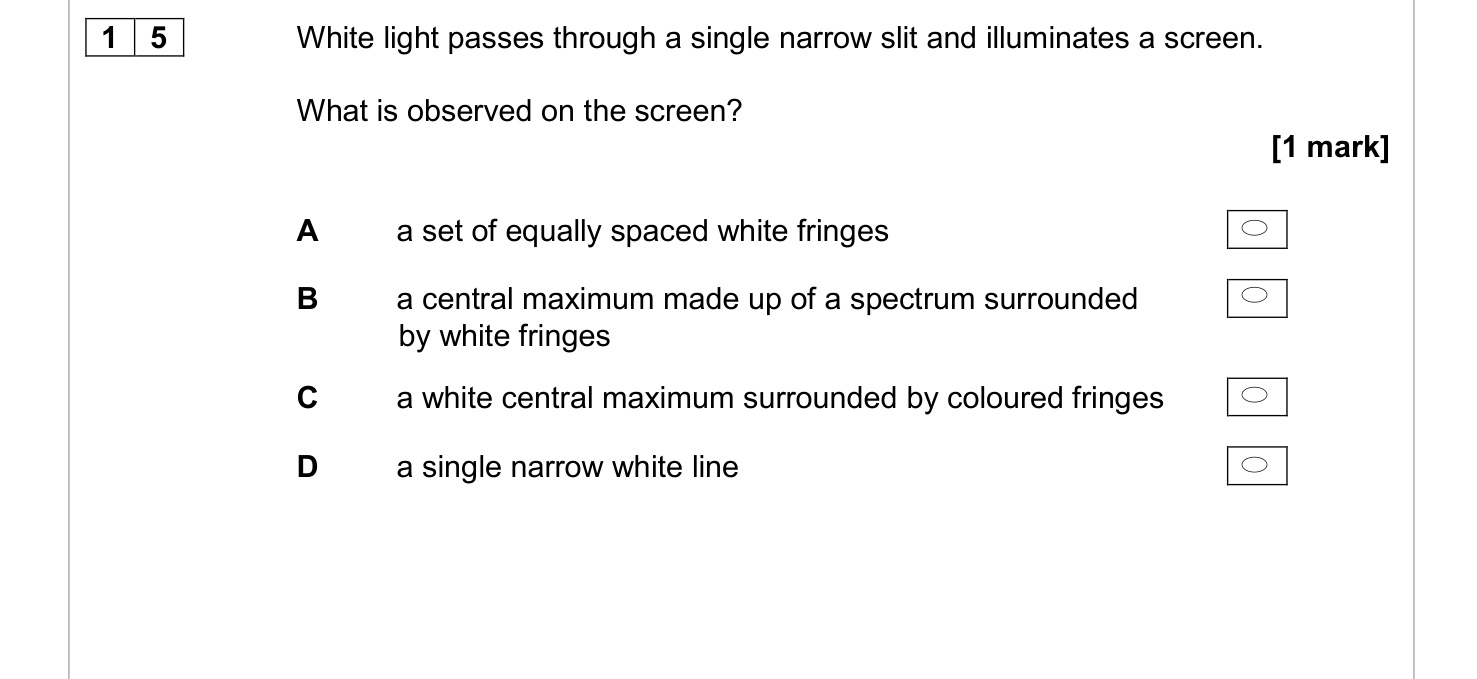 1 5 White light passes through a single narrow slit and illuminates a screen.
What is observed on the screen?
[1 mark]
A a set of equally spaced white fringes
B a central maximum made up of a spectrum surrounded
by white fringes
C a white central maximum surrounded by coloured fringes
D a single narrow white line